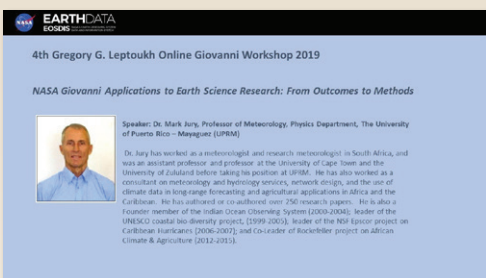 NASA
EARTHDATA
EOSDIS
4th Gregory G. Leptoukh Online Giovanni Workshop 2019
NASA Giovanni Applications to Earth Science Research: From Outcomes to Methods
Speaker: Dr. Mark Jury, Professor of Meteorology, Physics Department, The University
of Puerto Rico – Mayaguez (UPRM)
Dr. Jury has worked as a meteorologist and research meteorologist in South Africa, and
was an assistant professor and professor at the University of Cape Town and the
University of Zululand before taking his position at UPRM. He has also worked as a
consultant on meteorology and hydrology services, network design, and the use of
climate data in long-range forecasting and agricultural applications in Africa and the
Caribbean. He has authored or co-authored over 250 research papers. He is also a
Founder member of the Indian Ocean Observing System (2000-2004); leader of the
UNESCO coastal bio-diversity project, (1999-2005); leader of the NSF Epscor project on
Caribbean Hurricanes (2006-2007); and Co-Leader of Rockefeller project on African
Climate & Agriculture (2012-2015).